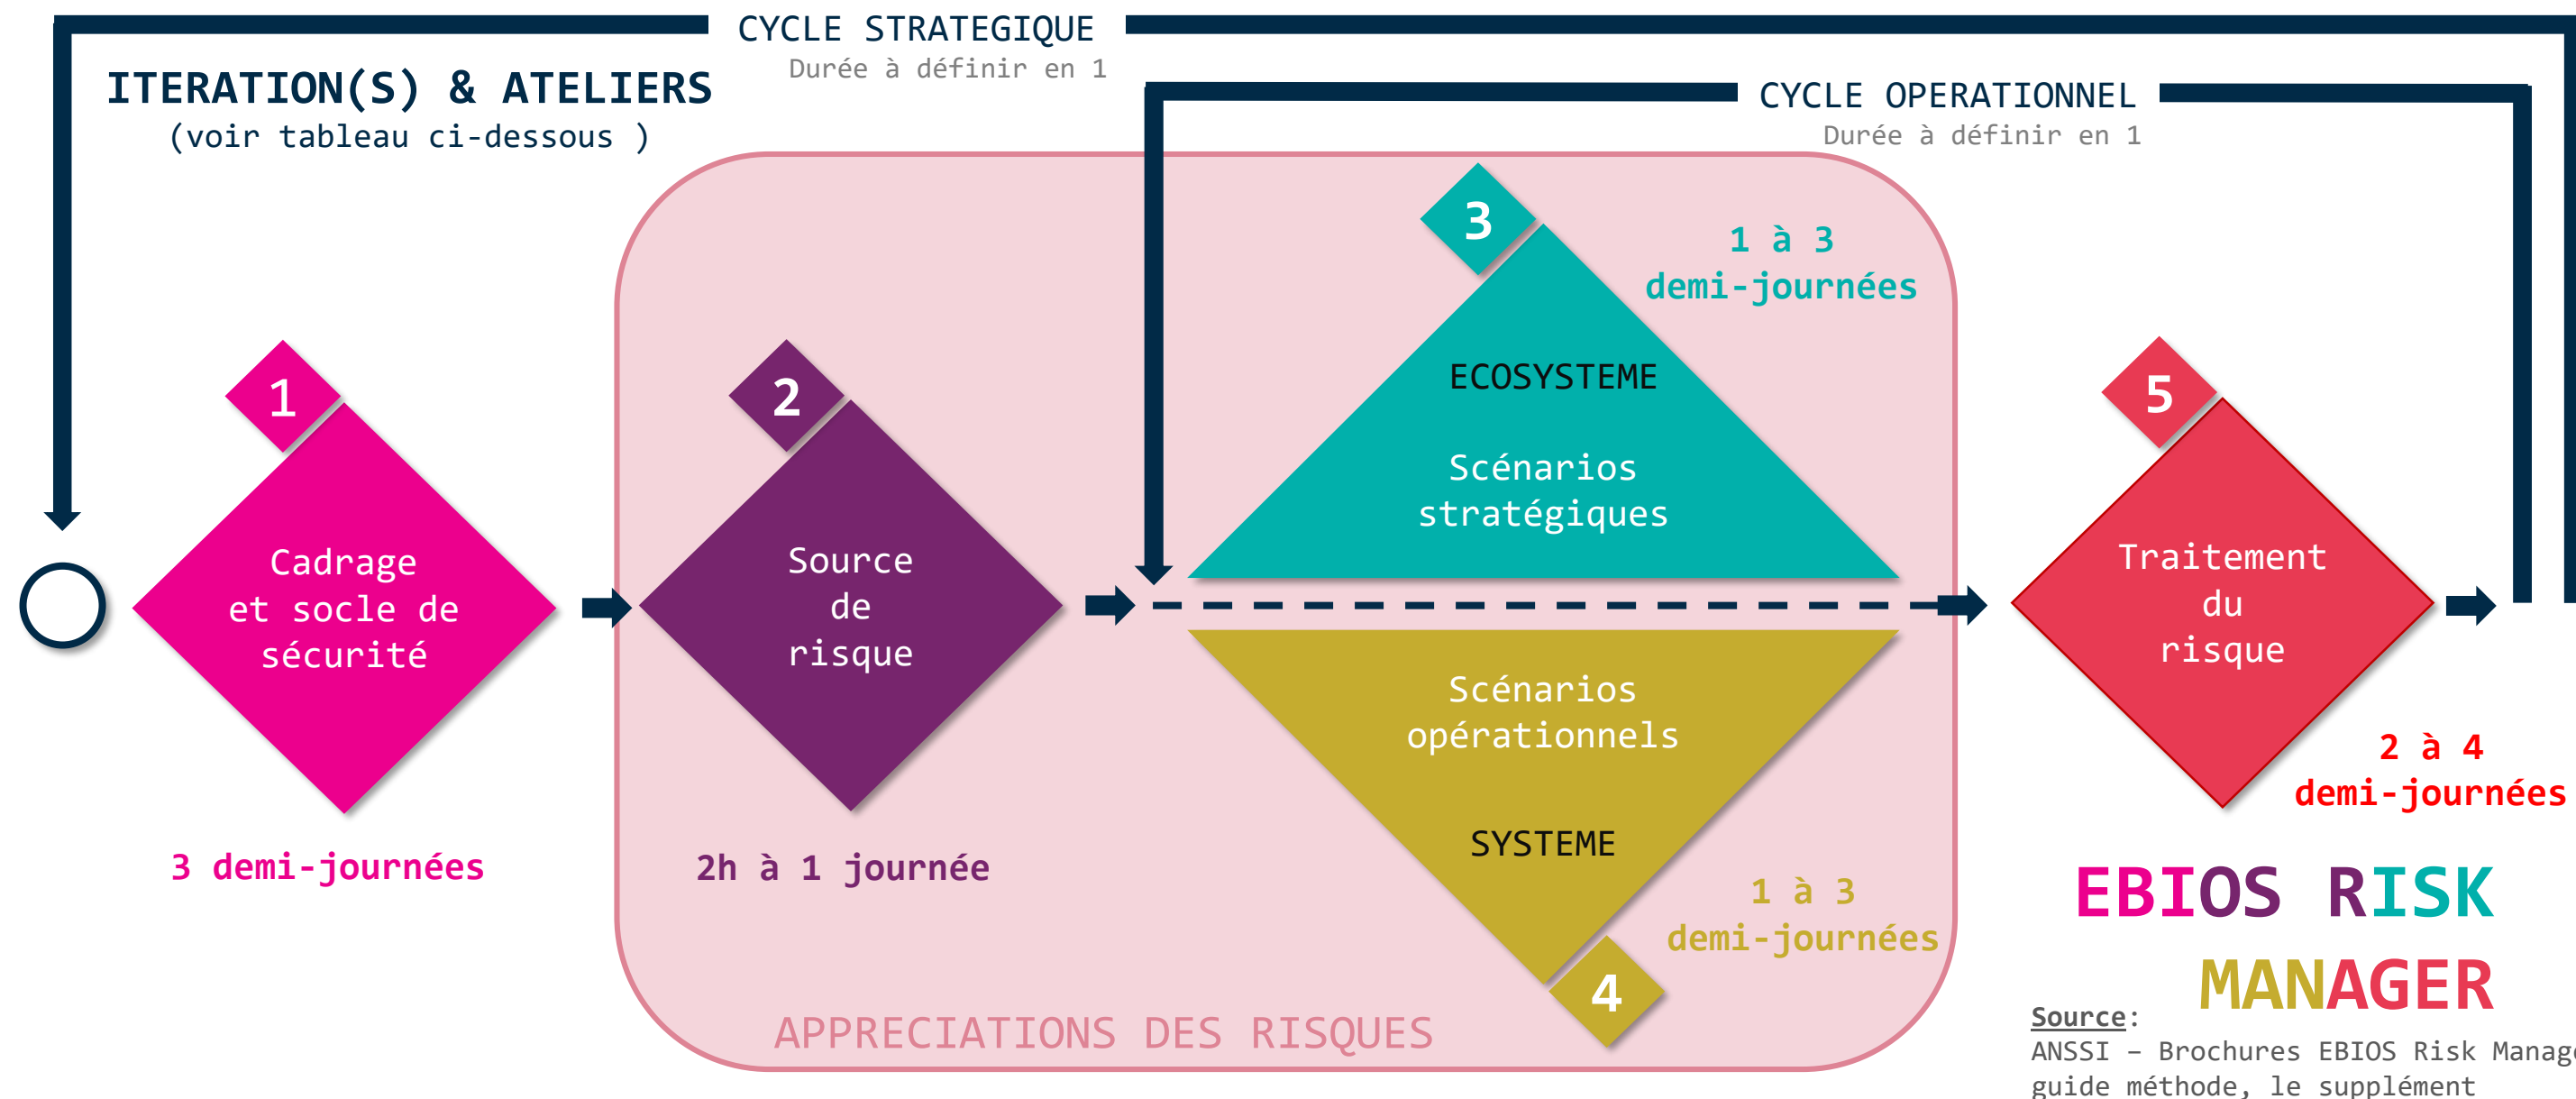 CYCLE STRATEGIQUE
Durée à définir en 1
ITERATION(S) & ATELIERS
(voir tableau ci-dessous )
CYCLE OPERATIONNEL
Durée à définir en 1
1
Cadrage
et socle de
sécurité
3 demi-journées
2
Source
de
risque
2h à 1 journée
3
1 à 3
demi-journées
ECOSYSTEME
Scénarios
stratégiques
Scénarios
opérationnels
SYSTEME
1 à 3
demi-journées
4
APPRECIATIONS DES RISQUES
5
Traitement
du
risque
2 à 4
demi-journées
EBIOS RISK
MANAGER
Source:
ANSSI – Brochures EBIOS Risk Manage
guide méthode, le supplément